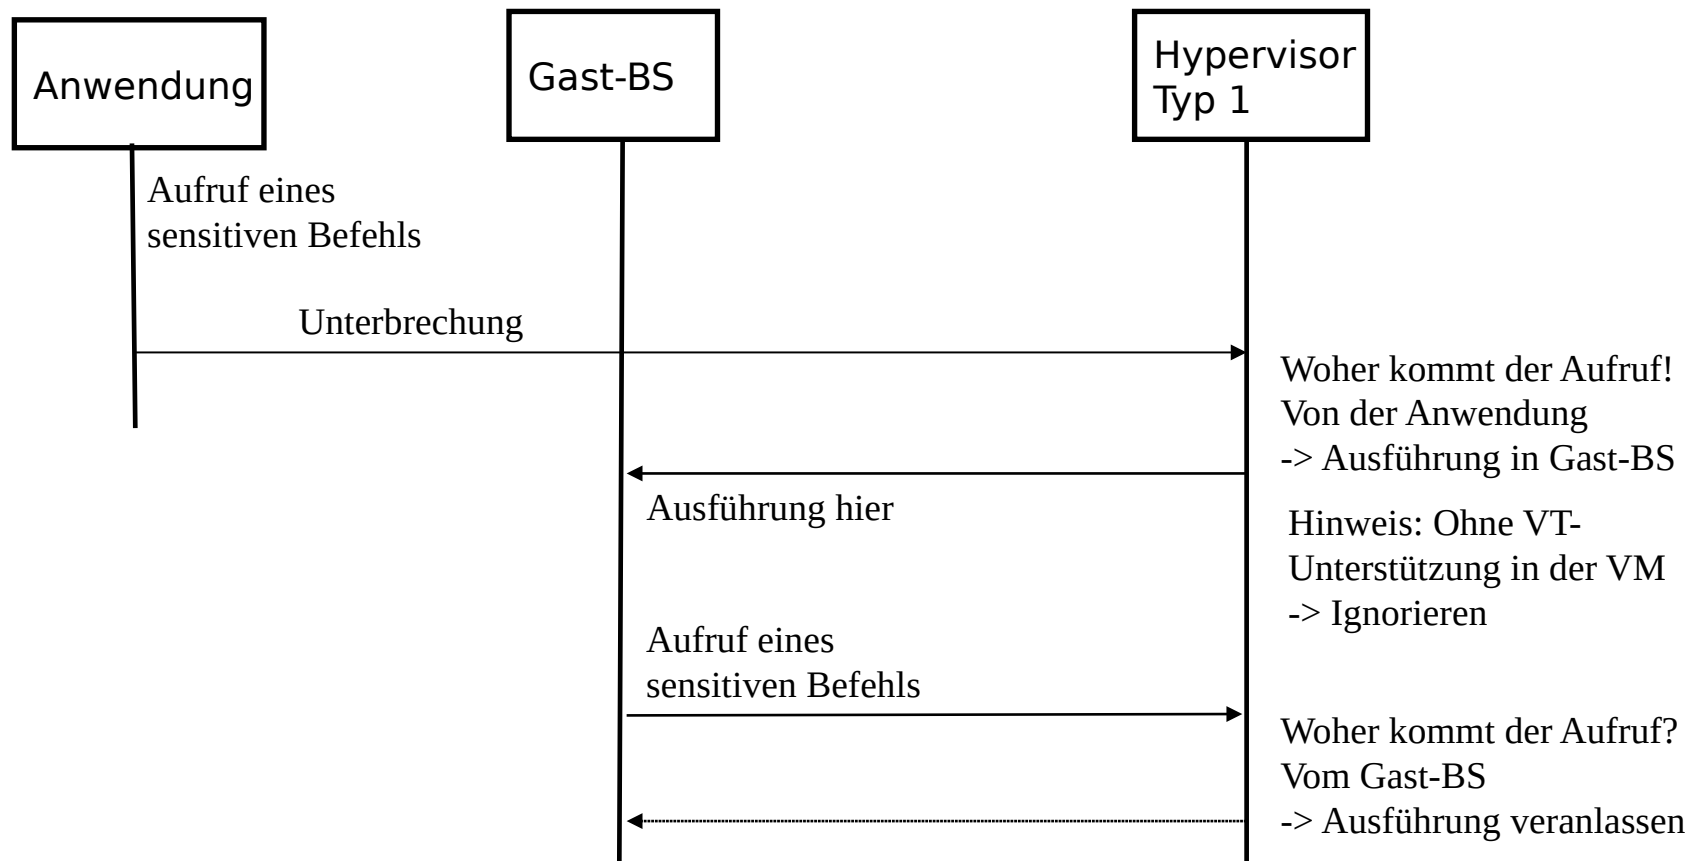 Anwendung
Gast-BS
Hypervisor
Typ 1
Aufruf eines
sensitiven Befehls
Unterbrechung
Woher kommt der Aufruf!
Von der Anwendung
-> Ausführung in Gast-BS
Ausführung hier
Hinweis: Ohne VT-
Unterstützung in der VM
-> Ignorieren
Aufruf eines
sensitiven Befehls
Woher kommt der Aufruf?
Vom Gast-BS
-> Ausführung veranlassen